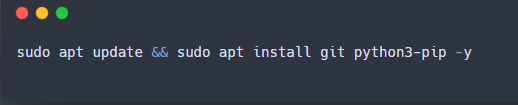 sudo apt update && sudo apt install git python3-pip -y